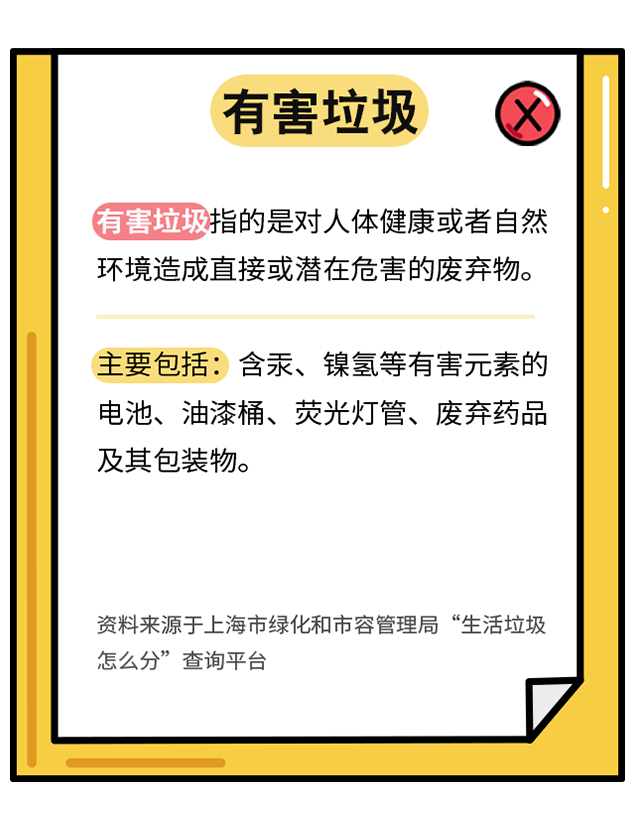 有害垃圾
X
有害垃圾指的是对人体健康或者自然
环境造成直接或潜在危害的废弃物。
主要包括：含汞、镍氢等有害元素的
电池、油漆桶、荧光灯管、废弃药品
及其包装物。
资料来源于上海市绿化和市容管理局“生活垃圾
怎么分”查询平台